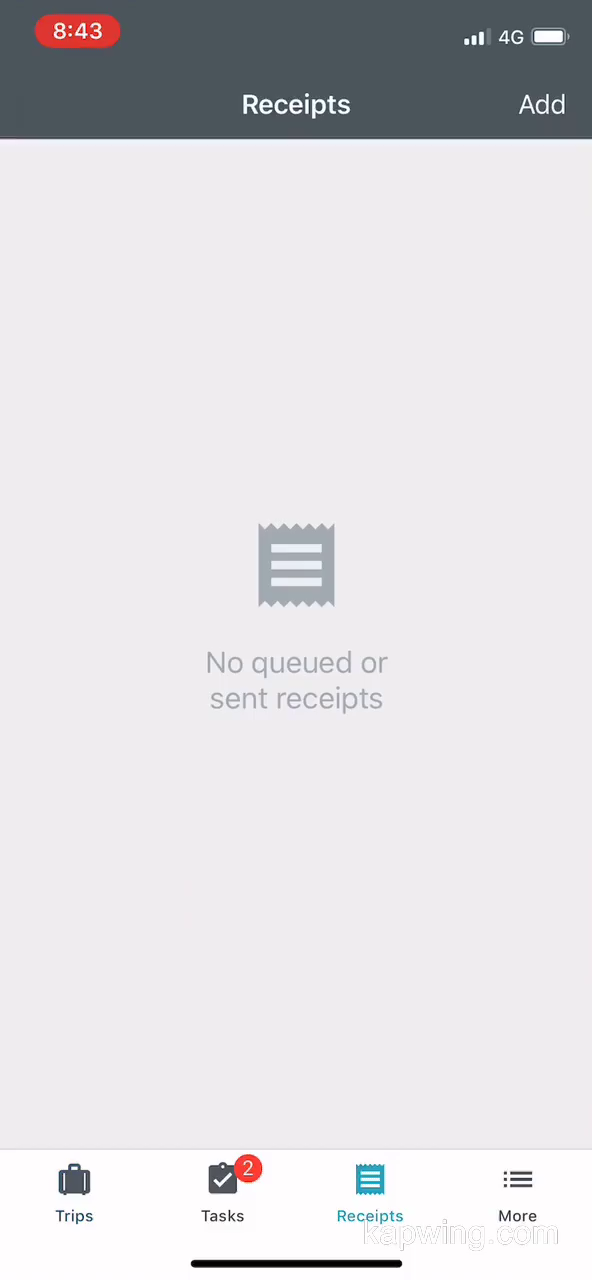 8:43
4G
Receipts
Add
No queued or
sent receipts
2
Trips
Tasks
Receipts
More
kapwing.com